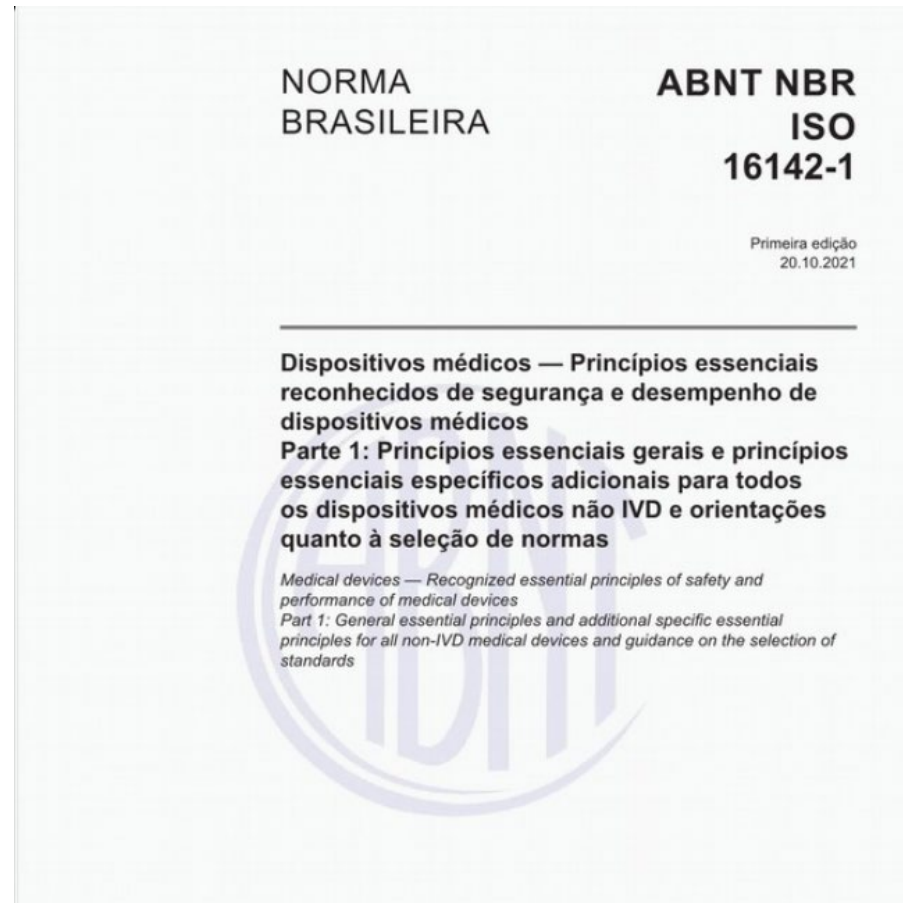 NORMA
BRASILEIRA
ABNT NBR
ISO
16142-1
Primeira edição
20.10.2021
Dispositivos médicos — Princípios essenciais
reconhecidos de segurança e desempenho de
dispositivos médicos
Parte 1: Princípios essenciais gerais e princípios
essenciais específicos adicionais para todos
os dispositivos médicos não IVD e orientações
quanto à seleção de normas
Medical devices — Recognized essential principles of safety and
performance of medical devices
Part 1: General essential principles and additional specific essential
principles for all non-IVD medical devices and guidance on the selection of
standards
ABNT